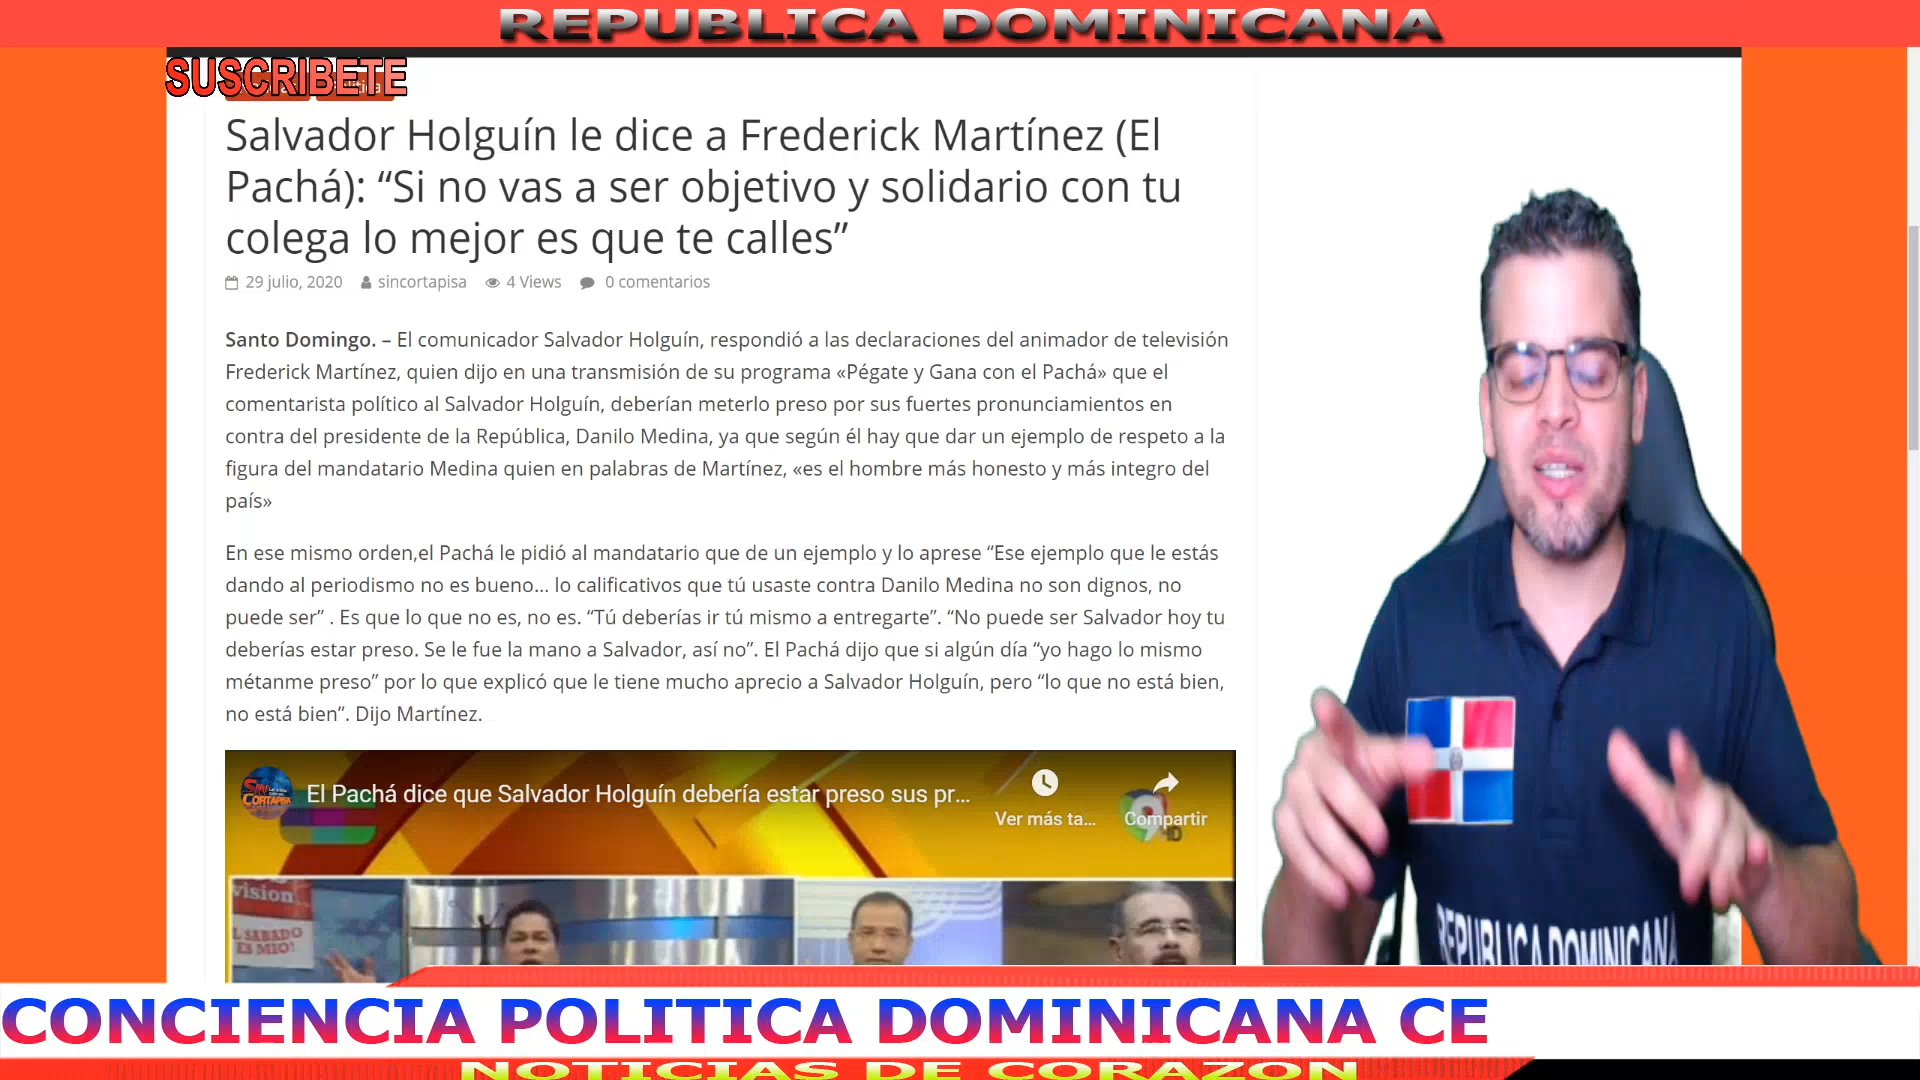 REPUBLICA DOMINICANA
SUSCRIBETE
Salvador Holguín le dice a Frederick Martínez (El
Pachá): “Si no vas a ser objetivo y solidario con tu
colega lo mejor es que te calles”
29 julio, 2020 sincortapisa 4 Views 0 comentarios
Santo Domingo. – El comunicador Salvador Holguín, respondió a las declaraciones del animador de televisión
Frederick Martínez, quien dijo en una transmisión de su programa «Pégate y Gana con el Pachá» que el
comentarista político al Salvador Holguín, deberían meterlo preso por sus fuertes pronunciamientos en
contra del presidente de la República, Danilo Medina, ya que según él hay que dar un ejemplo de respeto a la
figura del mandatario Medina quien en palabras de Martínez, «es el hombre más honesto y más integro del
país»
En ese mismo orden,el Pachá le pidió al mandatario que de un ejemplo y lo aprese “Ese ejemplo que le estás
dando al periodismo no es bueno… lo calificativos que tú usaste contra Danilo Medina no son dignos, no
puede ser” . Es que lo que no es, no es. “Tú deberías ir tú mismo a entregarte”. “No puede ser Salvador hoy tu
deberías estar preso. Se le fue la mano a Salvador, así no”. El Pachá dijo que si algún día “yo hago lo mismo
métanme preso” por lo que explicó que le tiene mucho aprecio a Salvador Holguín, pero “lo que no está bien,
no está bien”. Dijo Martínez.
SIN CORTAPISA
El Pachá dice que Salvador Holguín debería estar preso sus pr...
Ver más ta...
Compartir
vision
L SABADO
ES MIO!
REPUBLICA DOMINICANA
CONCIENCIA POLITICA DOMINICANA CE
NOTICIAS DE CORAZON